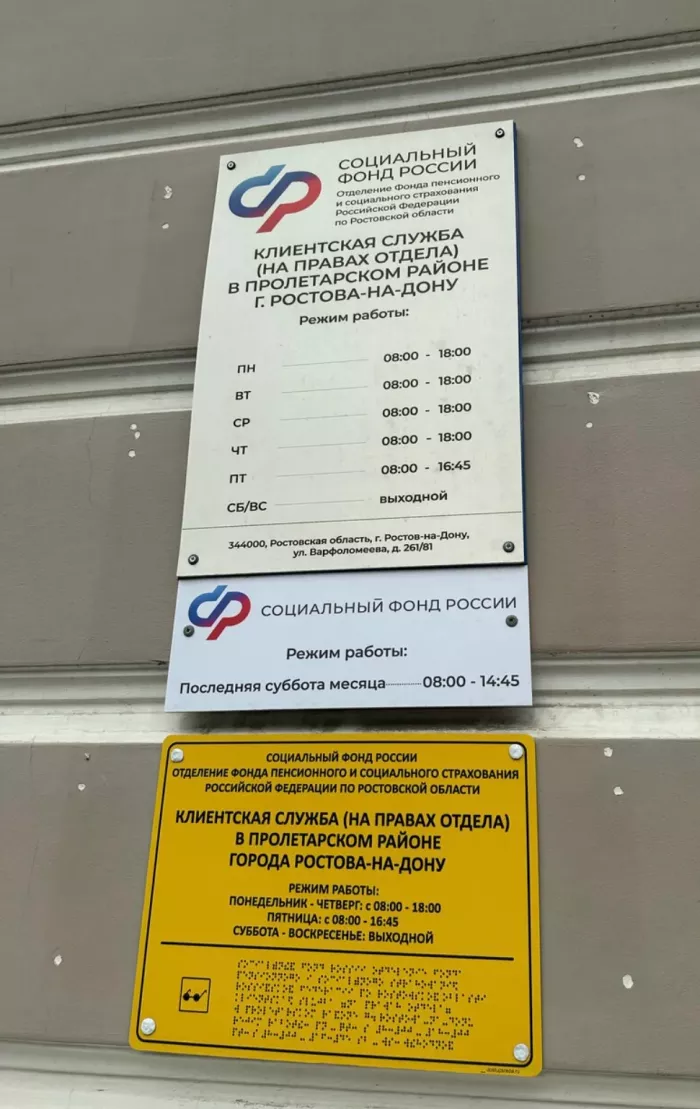 СОЦИАЛЬНЫЙ
ФОНД РОССИИ
Отделение Фонда пенсионного
и социального страхования
Российской Федерации
по Ростовской области
КЛИЕНТСКАЯ СЛУЖБА
(НА ПРАВАХ ОТДЕЛА)
В ПРОЛЕТАРСКОМ РАЙОНЕ
Г. РОСТОВА-НА-ДОНУ
Режим работы:
ПН 08:00 - 18:00
ВТ 08:00 - 18:00
СР 08:00 - 18:00
ЧТ 08:00 - 18:00
ПТ 08:00 - 16:45
СБ/ВС выходной
344000, Ростовская область, г. Ростов-на-Дону,
ул. Варфоломеева, д. 261/81
СОЦИАЛЬНЫЙ ФОНД РОССИИ
Режим работы:
Последняя суббота месяца 08:00 - 14:45
СОЦИАЛЬНЫЙ ФОНД РОССИИ
ОТДЕЛЕНИЕ ФОНДА ПЕНСИОННОГО И СОЦИАЛЬНОГО СТРАХОВАНИЯ
РОССИЙСКОЙ ФЕДЕРАЦИИ ПО РОСТОВСКОЙ ОБЛАСТИ
КЛИЕНТСКАЯ СЛУЖБА (НА ПРАВАХ ОТДЕЛА)
В ПРОЛЕТАРСКОМ РАЙОНЕ
ГОРОДА РОСТОВА-НА-ДОНУ
РЕЖИМ РАБОТЫ:
ПОНЕДЕЛЬНИК - ЧЕТВЕРГ: с 08:00 - 18:00
ПЯТНИЦА: с 08:00 - 16:45
СУББОТА - ВОСКРЕСЕНЬЕ: ВЫХОДНОЙ